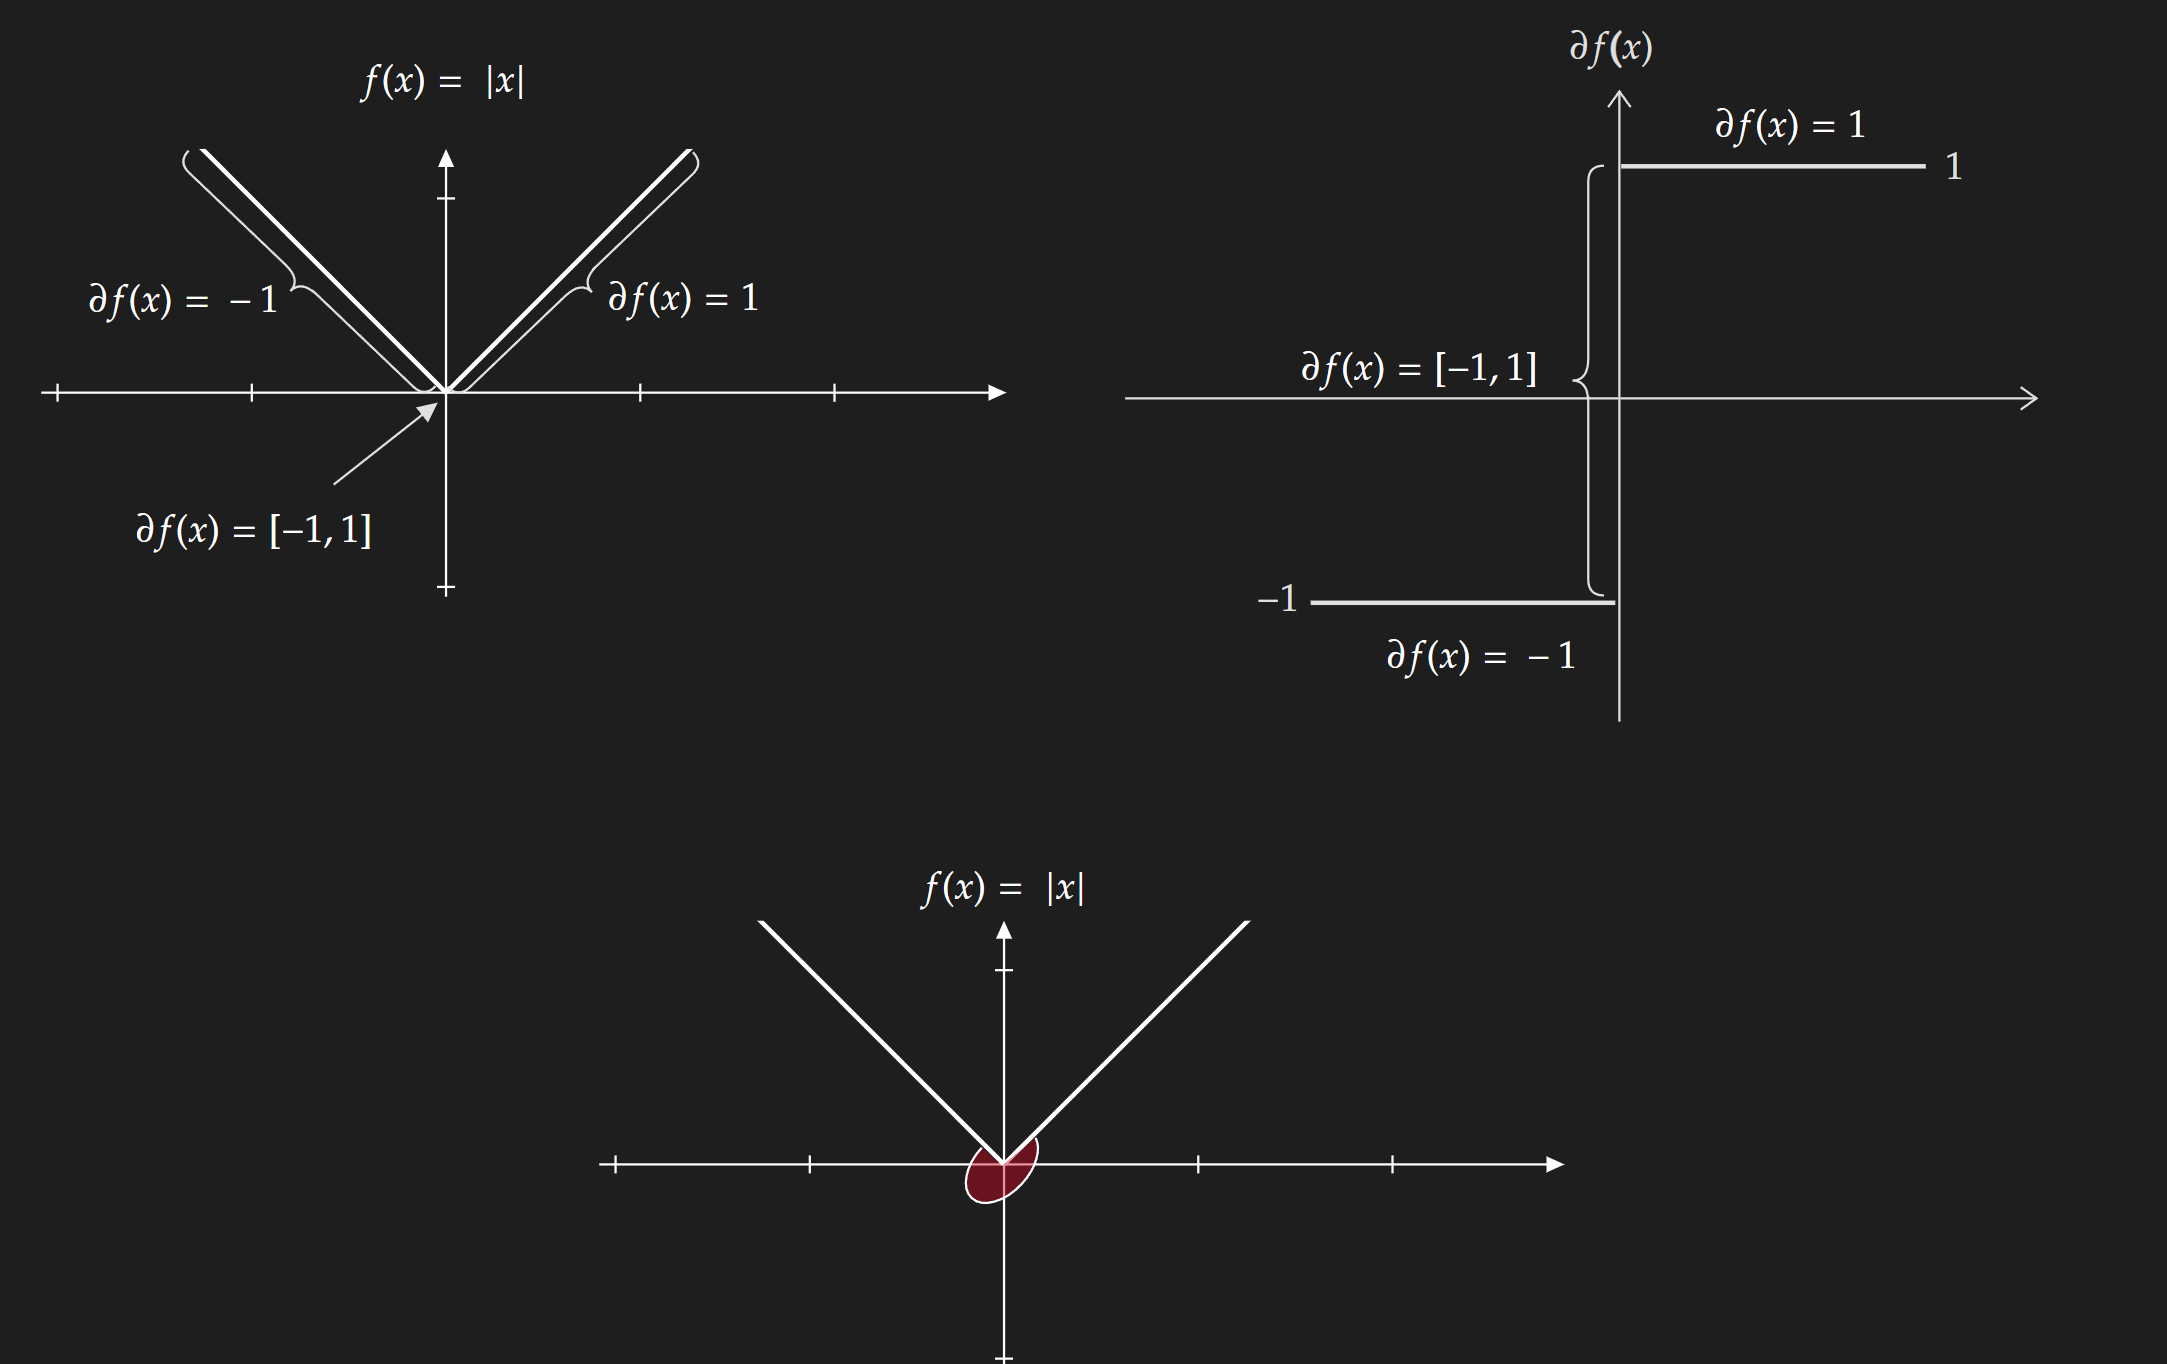 f(x) = |x|
∂f(x) = −1
∂f(x) = 1
∂f(x) = [−1, 1]
∂f(x)
∂f(x) = 1
1
∂f(x) = [−1, 1]
−1
∂f(x) = −1
f(x) = |x|